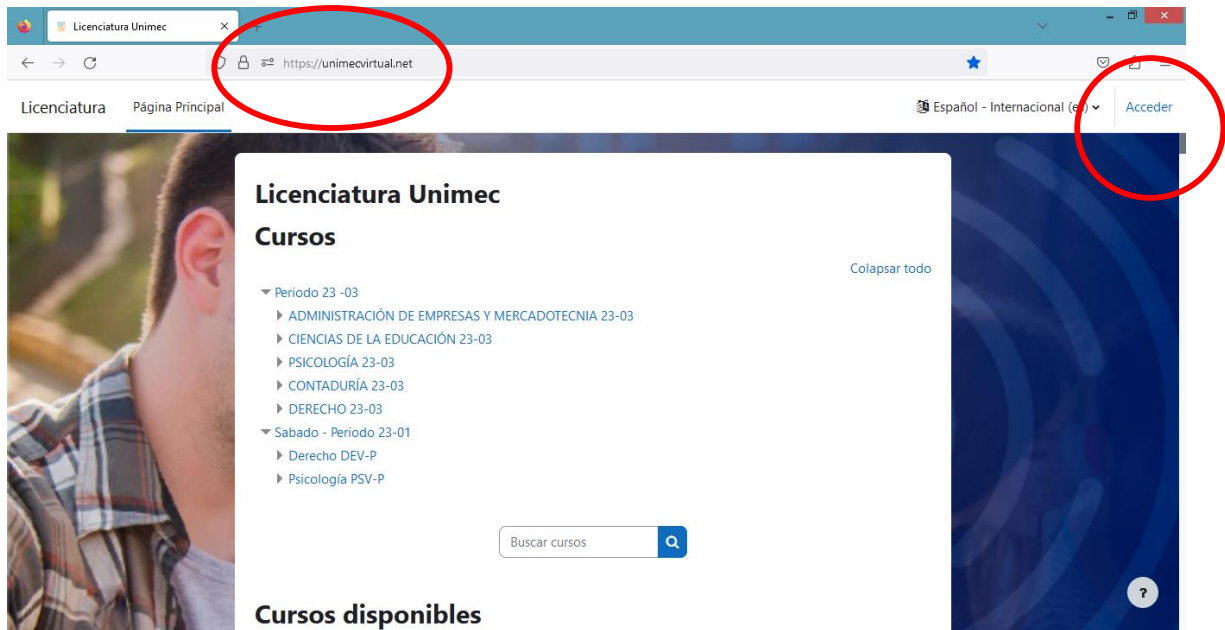 Licenciatura Unimec
https://unimecvirtual.net
Licenciatura Página Principal Español - Internacional (es) Acceder
Licenciatura Unimec
Cursos
Colapsar todo
Periodo 23 -03
ADMINISTRACIÓN DE EMPRESAS Y MERCADOTECNIA 23-03
CIENCIAS DE LA EDUCACIÓN 23-03
PSICOLOGÍA 23-03
CONTADURÍA 23-03
DERECHO 23-03
Sabado - Periodo 23-01
Derecho DEV-P
Psicología PSV-P
Buscar cursos
?
Cursos disponibles